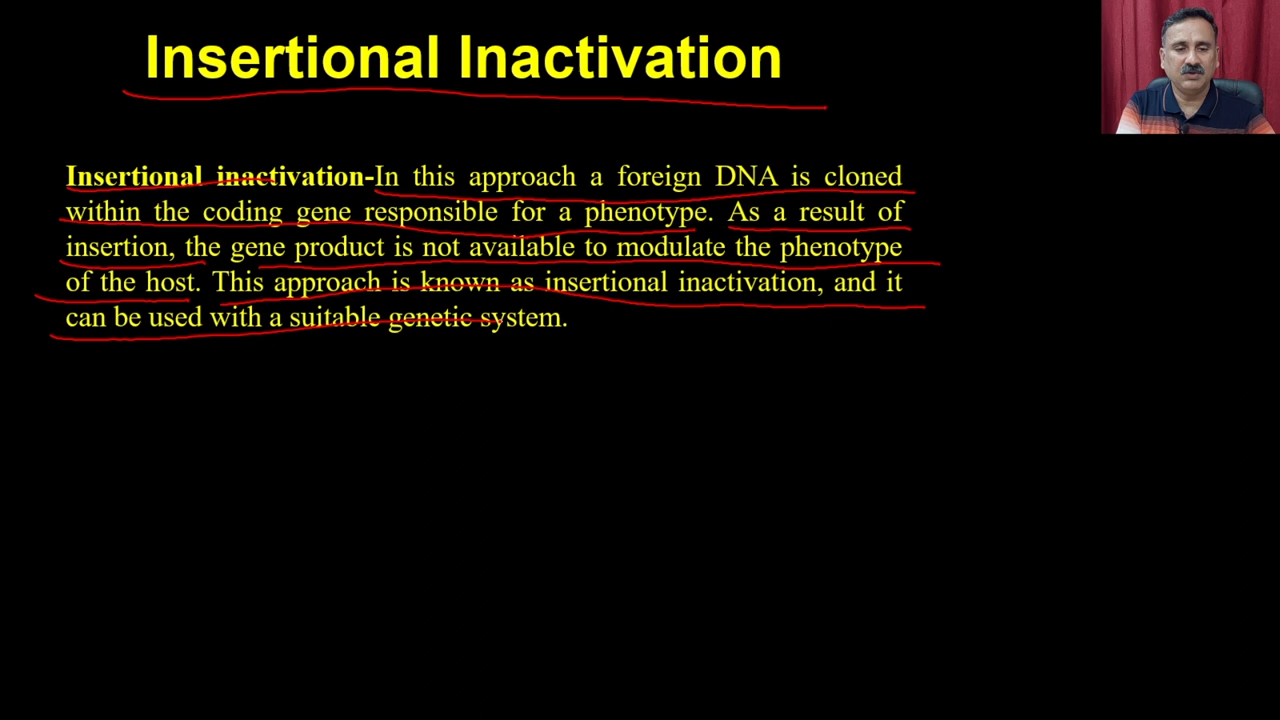 Insertional Inactivation
Insertional inactivation-In this approach a foreign DNA is cloned
within the coding gene responsible for a phenotype. As a result of
insertion, the gene product is not available to modulate the phenotype
of the host. This approach is known as insertional inactivation, and it
can be used with a suitable genetic system.